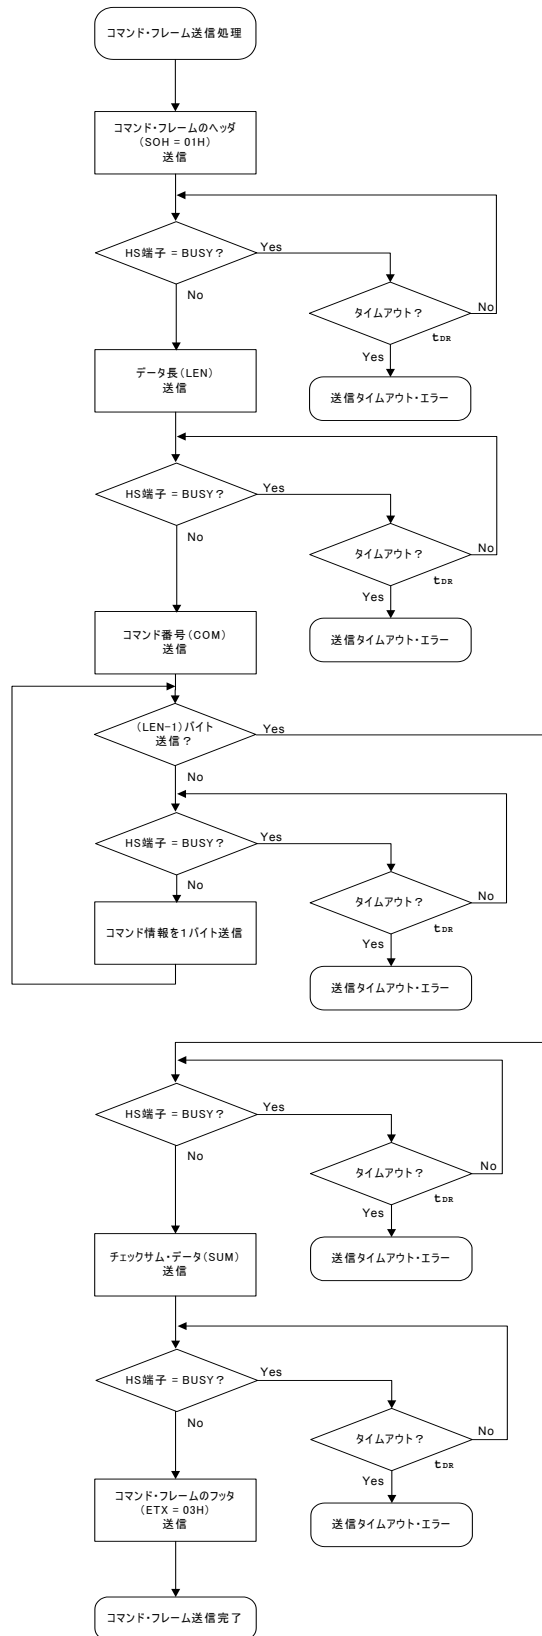 コマンド・フレーム送信処理
コマンド・フレームのヘッダ
(SOH = 01H)
送信
HS端子 = BUSY?
Yes
No
タイムアウト?
No
tDR
Yes
送信タイムアウト・エラー
データ長(LEN)
送信
HS端子 = BUSY?
Yes
No
タイムアウト?
No
tDR
Yes
送信タイムアウト・エラー
コマンド番号(COM)
送信
(LEN-1)バイト
送信?
Yes
No
HS端子 = BUSY?
Yes
No
タイムアウト?
No
tDR
Yes
コマンド情報を1バイト送信
送信タイムアウト・エラー
HS端子 = BUSY?
Yes
No
タイムアウト?
No
tDR
Yes
送信タイムアウト・エラー
チェックサム・データ(SUM)
送信
HS端子 = BUSY?
Yes
No
タイムアウト?
No
tDR
Yes
コマンド・フレームのフッタ
(ETX = 03H)
送信
送信タイムアウト・エラー
コマンド・フレーム送信完了